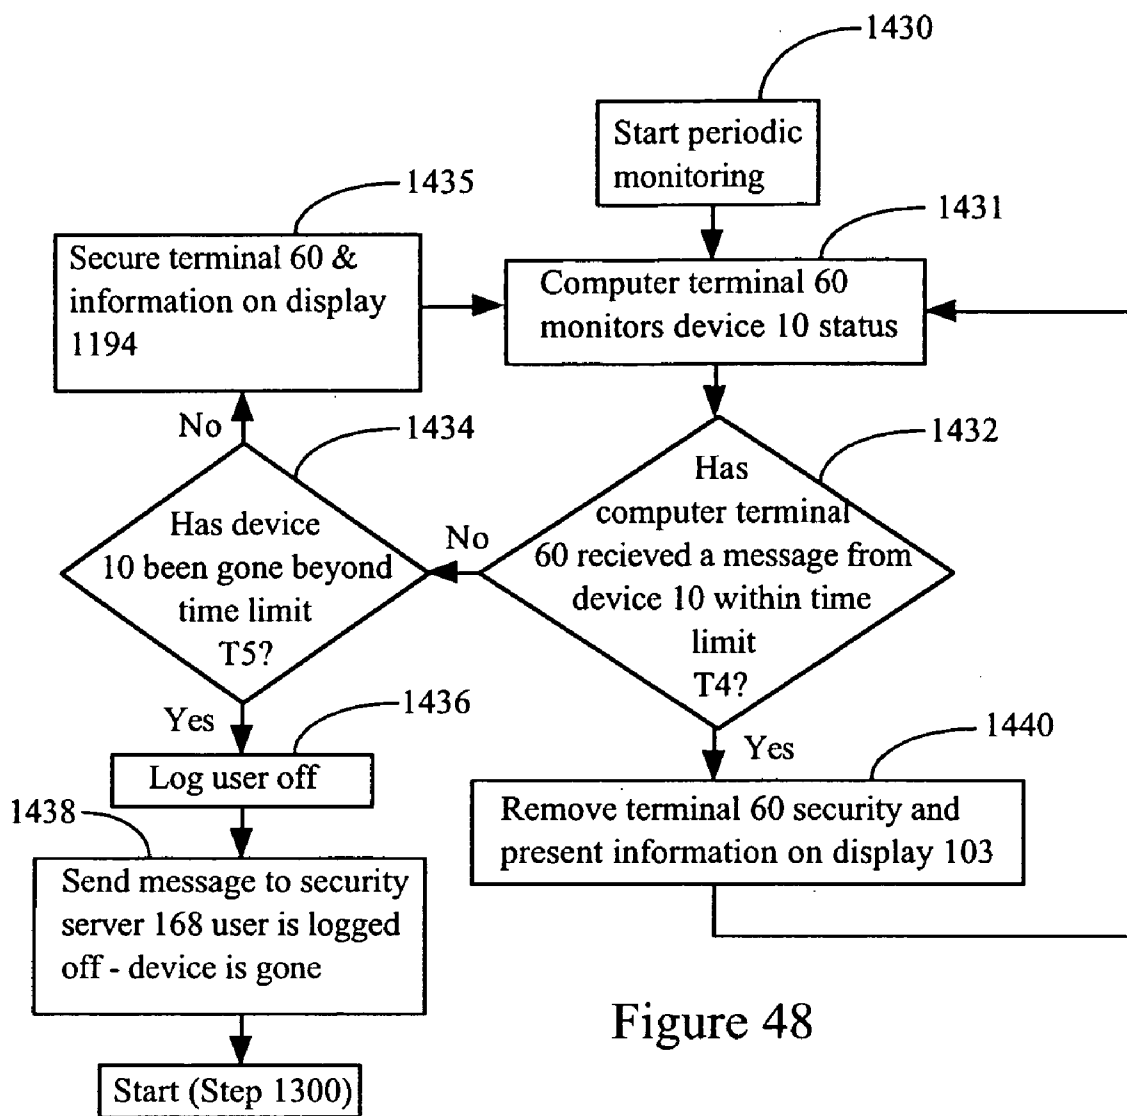 1430
Start periodic
monitoring
1435
1431
Secure terminal 60 &
information on display
1194
Computer terminal 60
monitors device 10 status
No
1434
1432
Has device
10 been gone beyond
time limit
T5?
No
Has
computer terminal
60 recieved a message from
device 10 within time
limit
T4?
Yes
1436
Yes
1440
Log user off
1438
Remove terminal 60 security and
present information on display 103
Send message to security
server 168 user is logged
off - device is gone
Figure 48
Start (Step 1300)